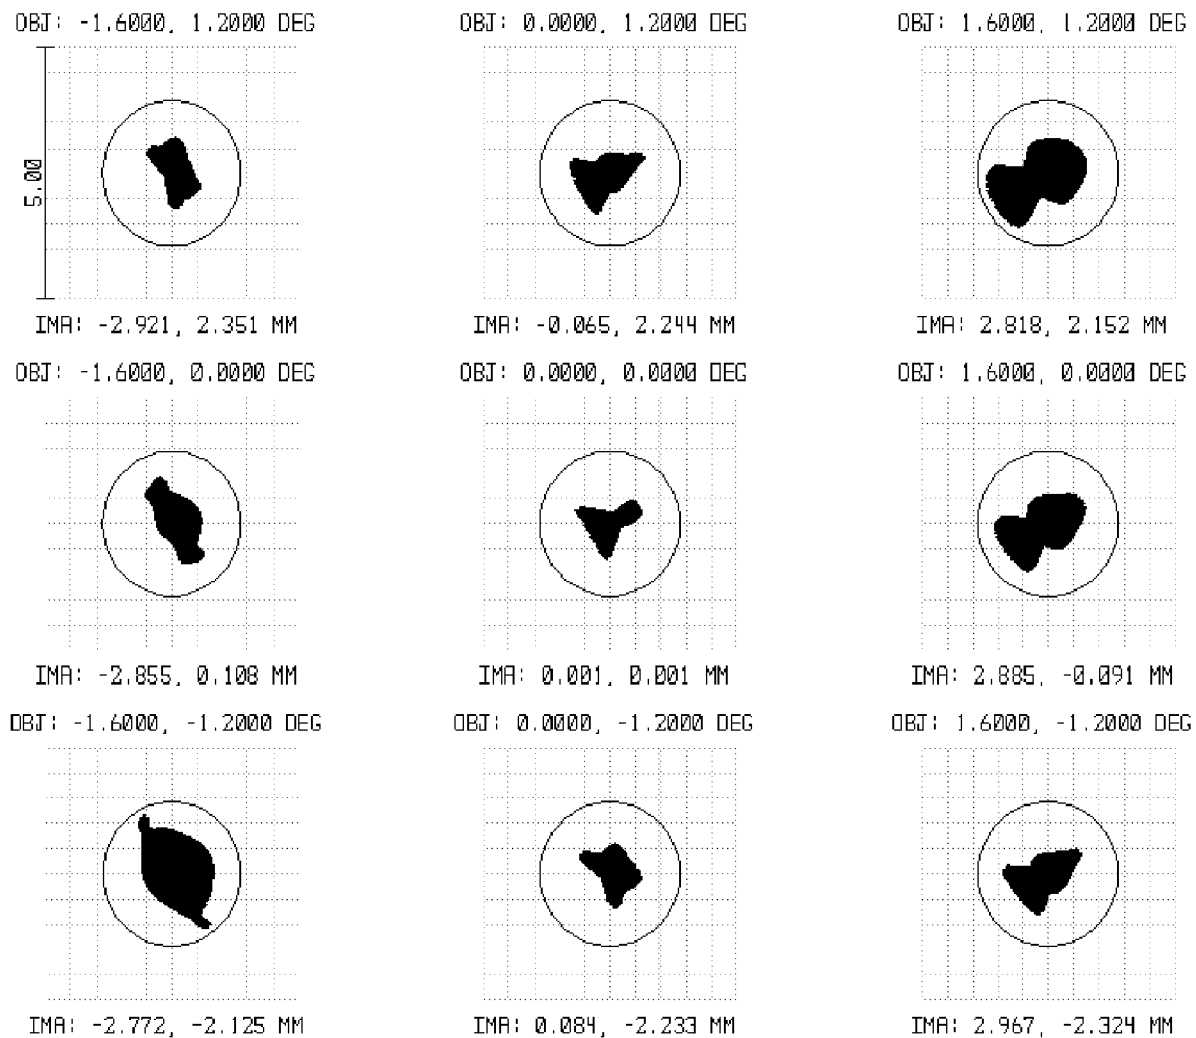 OBJ: -1.6000, 1.2000 DEG
OBJ: 0.0000, 1.2000 DEG
OBJ: 1.6000, 1.2000 DEG
5.00
IMA: -2.921, 2.351 MM
IMA: -0.065, 2.244 MM
IMA: 2.818, 2.152 MM
OBJ: -1.6000, 0.0000 DEG
OBJ: 0.0000, 0.0000 DEG
OBJ: 1.6000, 0.0000 DEG
IMA: -2.855, 0.108 MM
IMA: 0.001, 0.001 MM
IMA: 2.885, -0.091 MM
OBJ: -1.6000, -1.2000 DEG
OBJ: 0.0000, -1.2000 DEG
OBJ: 1.6000, -1.2000 DEG
IMA: -2.772, -2.125 MM
IMA: 0.084, -2.233 MM
IMA: 2.967, -2.324 MM